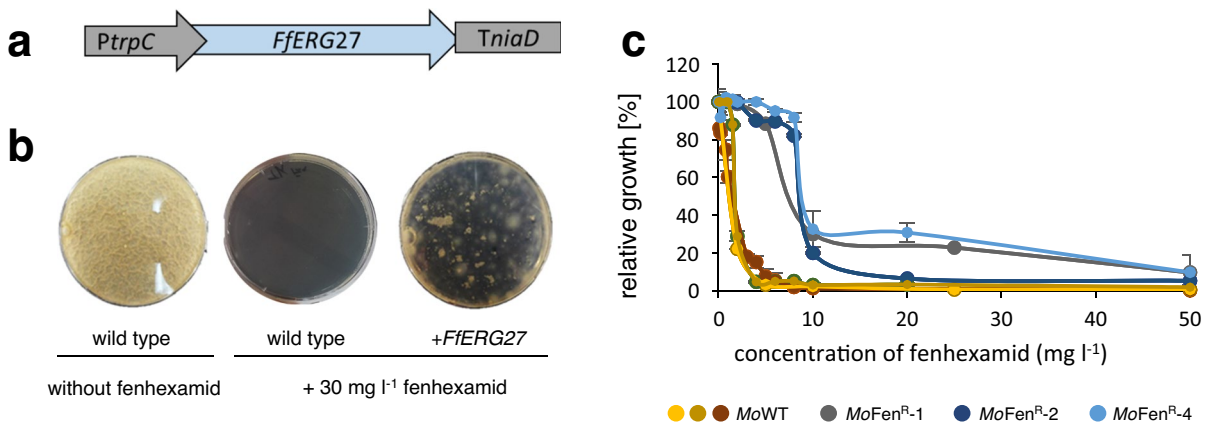 a
PtrpC
FfERG27
TniaD
b
wild type
wild type
+FfERG27
without fenhexamid
+ 30 mg l⁻¹ fenhexamid
c
relative growth [%]
120
100
80
60
40
20
0
0
10
20
30
40
50
concentration of fenhexamid (mg l⁻¹)
MoWT
MoFenᴿ-1
MoFenᴿ-2
MoFenᴿ-4